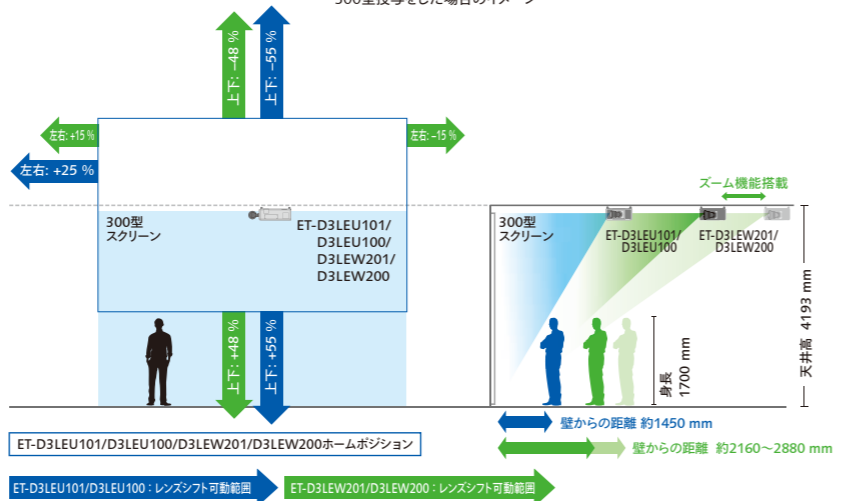 上下: –48 %
上下: –55 %
左右: +15 %
左右: –15 %
左右: +25 %
ズーム機能搭載
300型
スクリーン
ET-D3LEU101/
D3LEU100/
D3LEW201/
D3LEW200
300型
スクリーン
ET-D3LEU101/
D3LEU100
ET-D3LEW201/
D3LEW200
上下: +48 %
上下: +55 %
身長
1700 mm
天井高 4193 mm
壁からの距離 約1450 mm
ET-D3LEU101/D3LEU100/D3LEW201/D3LEW200ホームポジション
壁からの距離 約2160～2880 mm
ET-D3LEU101/D3LEU100：レンズシフト可動範囲
ET-D3LEW201/D3LEW200：レンズシフト可動範囲